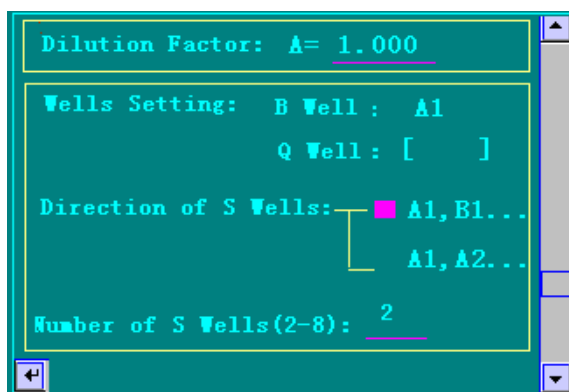 Dilution Factor: A= 1.000
Wells Setting: B Well : A1
Q Well : [ ]
Direction of S Wells: A1,B1...
A1,A2...
Number of S Wells(2-8): 2